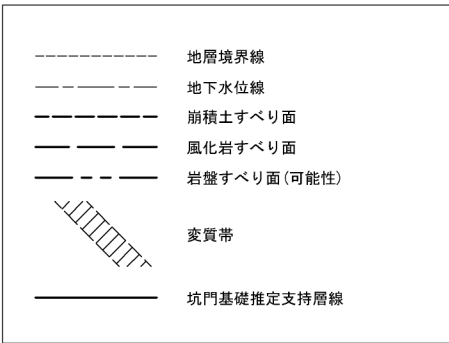 地層境界線
地下水位線
崩積土すべり面
風化岩すべり面
岩盤すべり面(可能性)
変質帯
坑門基礎推定支持層線